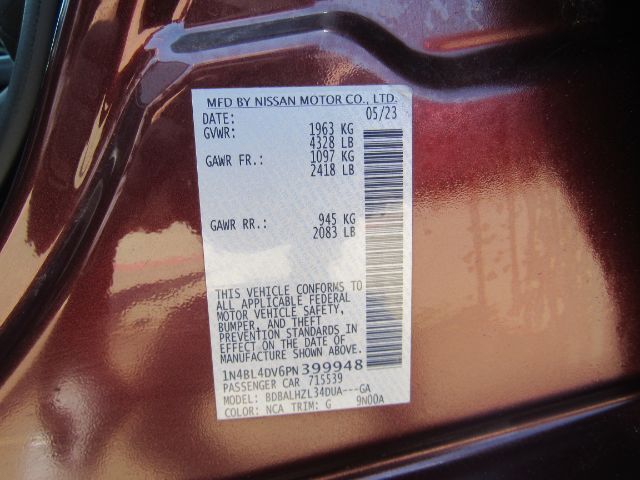 MFD BY NISSAN MOTOR CO., LTD.
DATE: 05/23
GVWR: 1963 KG
4328 LB
GAWR FR.: 1097 KG
2418 LB
GAWR RR.: 945 KG
2083 LB
THIS VEHICLE CONFORMS TO
ALL APPLICABLE FEDERAL
MOTOR VEHICLE SAFETY,
BUMPER, AND THEFT
PREVENTION STANDARDS IN
EFFECT ON THE DATE OF
MANUFACTURE SHOWN ABOVE.
1N4BL4DV6PN399948
PASSENGER CAR 715539
MODEL: BDBALHZL34DUA---GA
COLOR: NCA TRIM: G 9N00A